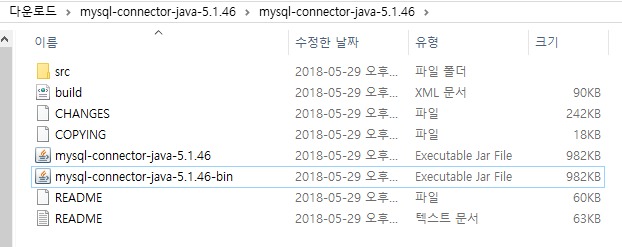 다운로드 > mysql-connector-java-5.1.46 > mysql-connector-java-5.1.46 >
이름 수정한 날짜 유형 크기
src 2018-05-29 오후... 파일 폴더
build 2018-05-29 오후... XML 문서 90KB
CHANGES 2018-05-29 오후... 파일 242KB
COPYING 2018-05-29 오후... 파일 18KB
mysql-connector-java-5.1.46 2018-05-29 오후... Executable Jar File 982KB
mysql-connector-java-5.1.46-bin 2018-05-29 오후... Executable Jar File 982KB
README 2018-05-29 오후... 파일 60KB
README 2018-05-29 오후... 텍스트 문서 63KB